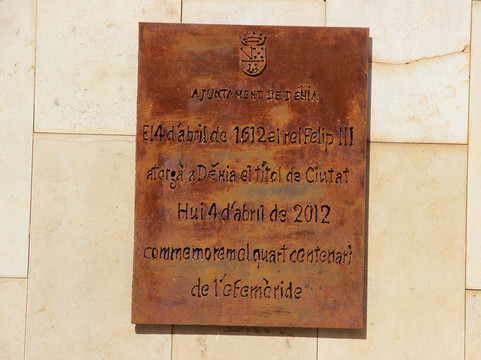 AJUNTAMENT DE DÉNIA
El 4 d'abril de 1612 el rei Felip III
atorgà a Dénia el títol de Ciutat
Hui 4 d'abril de 2012
commemorem el quart centenari
de l'efemèride